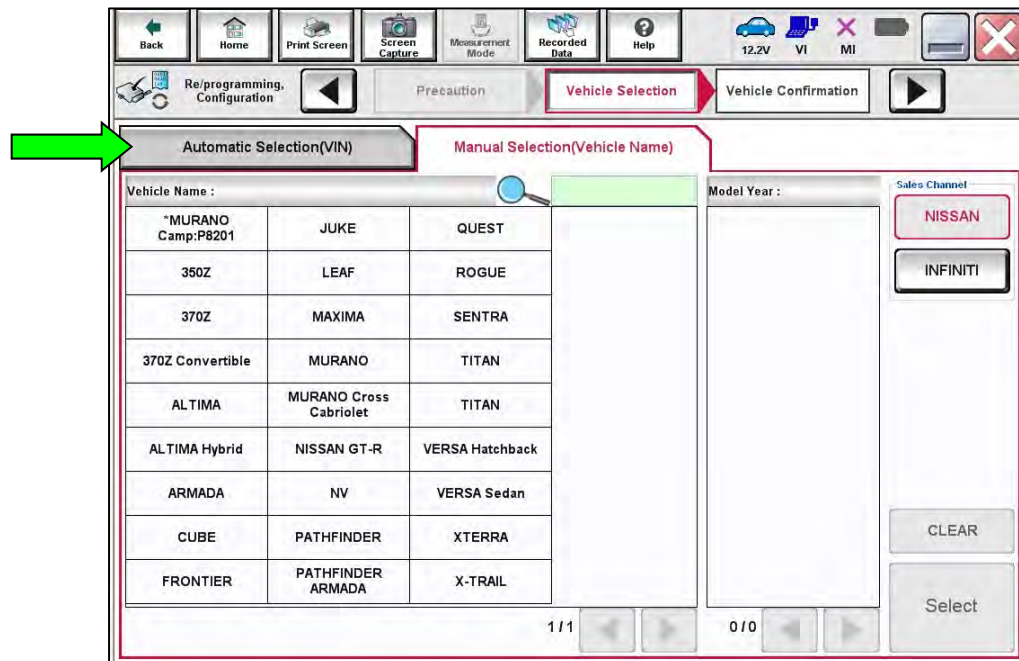 Back
Home
Print Screen
Screen
Capture
Measurement
Mode
Recorded
Data
Help
12.2V
VI
MI
Re/programming,
Configuration
Precaution
Vehicle Selection
Vehicle Confirmation
Automatic Selection(VIN)
Manual Selection(Vehicle Name)
Vehicle Name :
Model Year :
Sales Channel
*MURANO
Camp:P8201
JUKE
QUEST
NISSAN
350Z
LEAF
ROGUE
INFINITI
370Z
MAXIMA
SENTRA
370Z Convertible
MURANO
TITAN
ALTIMA
MURANO Cross
Cabriolet
TITAN
ALTIMA Hybrid
NISSAN GT-R
VERSA Hatchback
ARMADA
NV
VERSA Sedan
CUBE
PATHFINDER
XTERRA
CLEAR
FRONTIER
PATHFINDER
ARMADA
X-TRAIL
Select
1/1
0/0